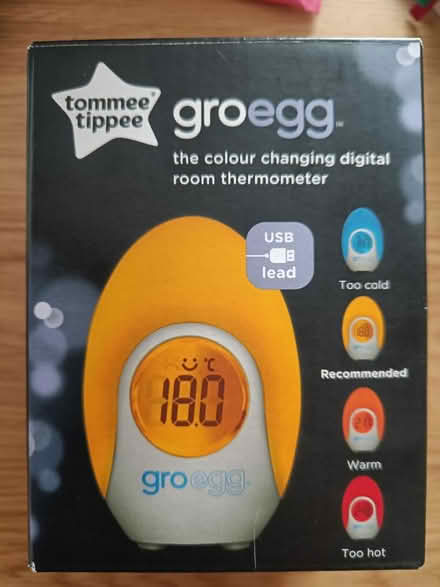 tommee®
tippee
groegg™
the colour changing digital
room thermometer
USB
lead
Too cold
Recommended
Warm
Too hot
°C
18.0
groegg